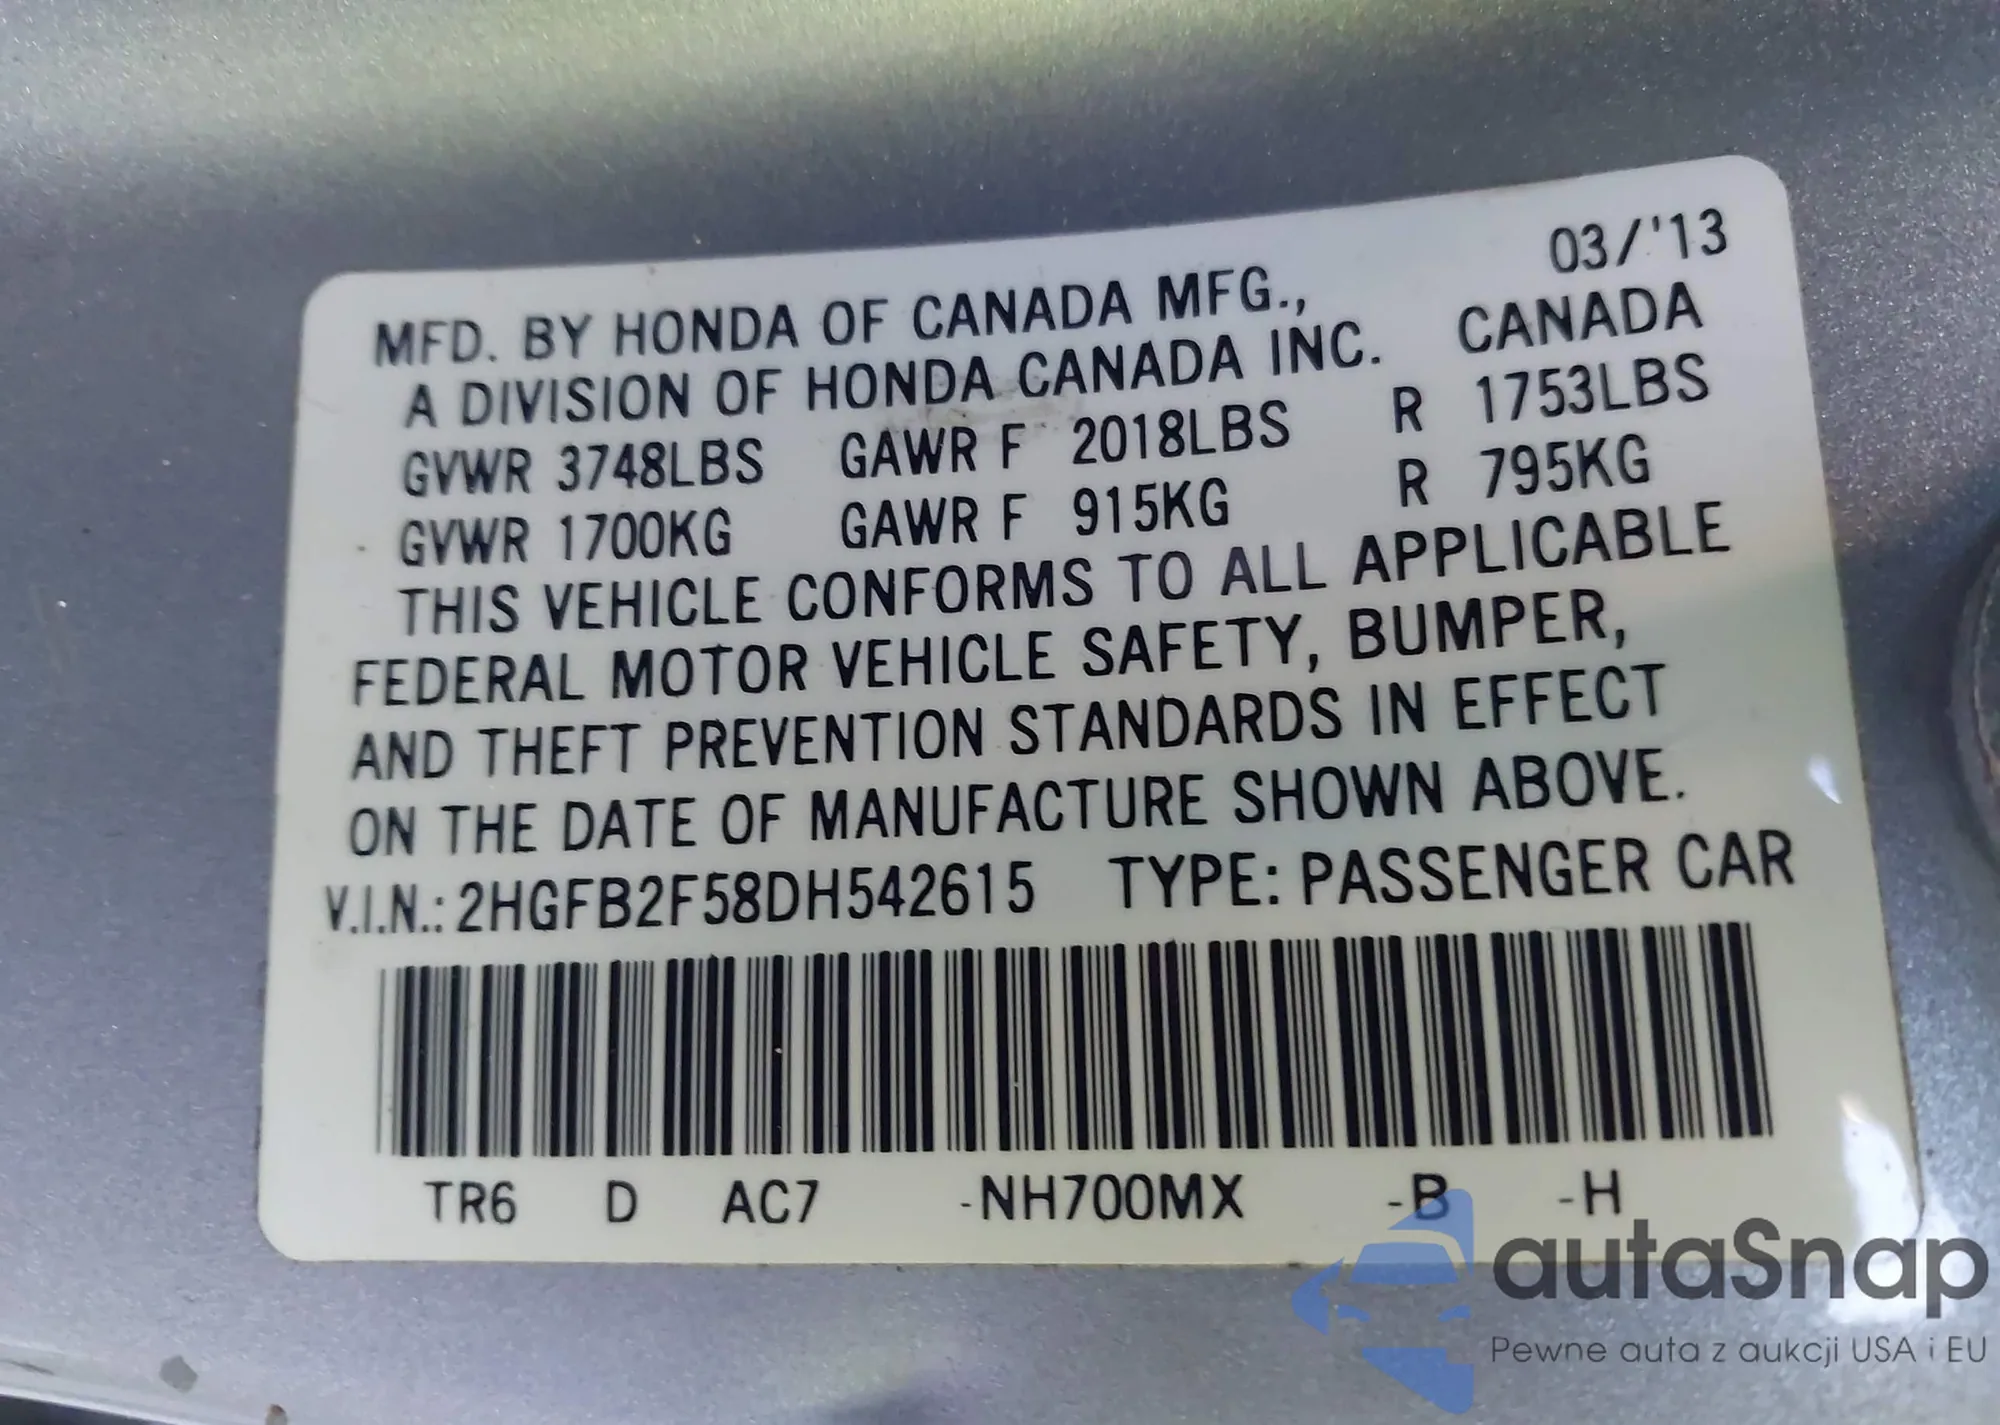 03/'13
MFD. BY HONDA OF CANADA MFG.,
A DIVISION OF HONDA CANADA INC. CANADA
GVWR 3748LBS GAWR F 2018LBS R 1753LBS
GVWR 1700KG GAWR F 915KG R 795KG
THIS VEHICLE CONFORMS TO ALL APPLICABLE
FEDERAL MOTOR VEHICLE SAFETY, BUMPER,
AND THEFT PREVENTION STANDARDS IN EFFECT
ON THE DATE OF MANUFACTURE SHOWN ABOVE.
V.I.N.: 2HGFB2F58DH542615 TYPE: PASSENGER CAR
TR6 D AC7 -NH700MX -B -H
autaSnap
Pewne auta z aukcji USA i EU